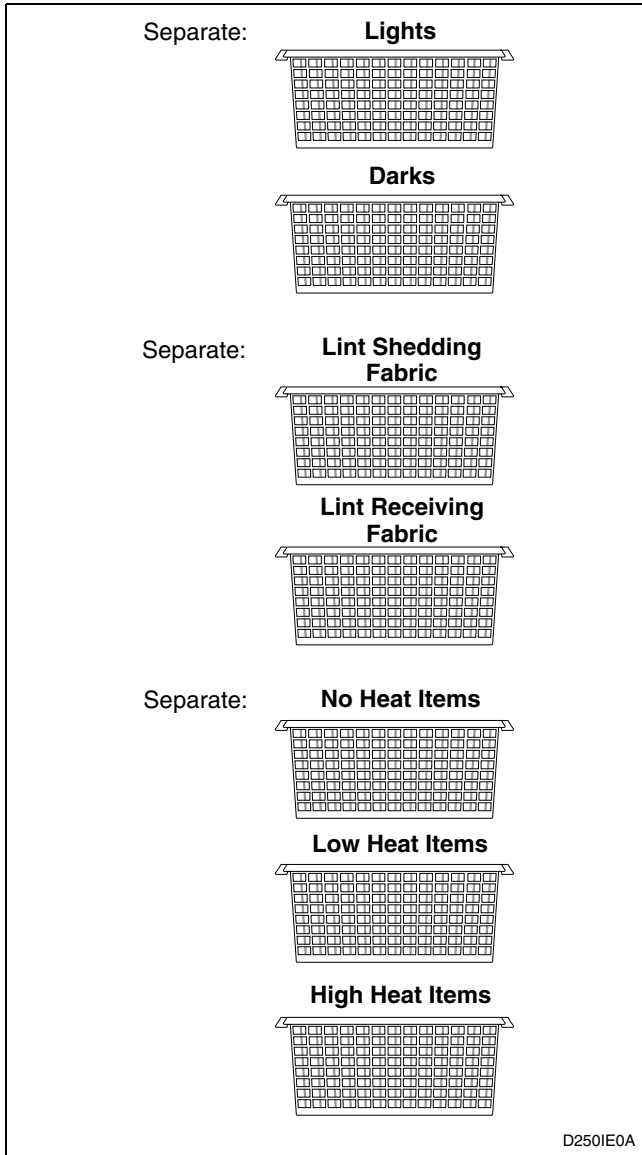 Separate: Lights
Darks
Separate: Lint Shedding
Fabric
Lint Receiving
Fabric
Separate: No Heat Items
Low Heat Items
High Heat Items
D250IE0A